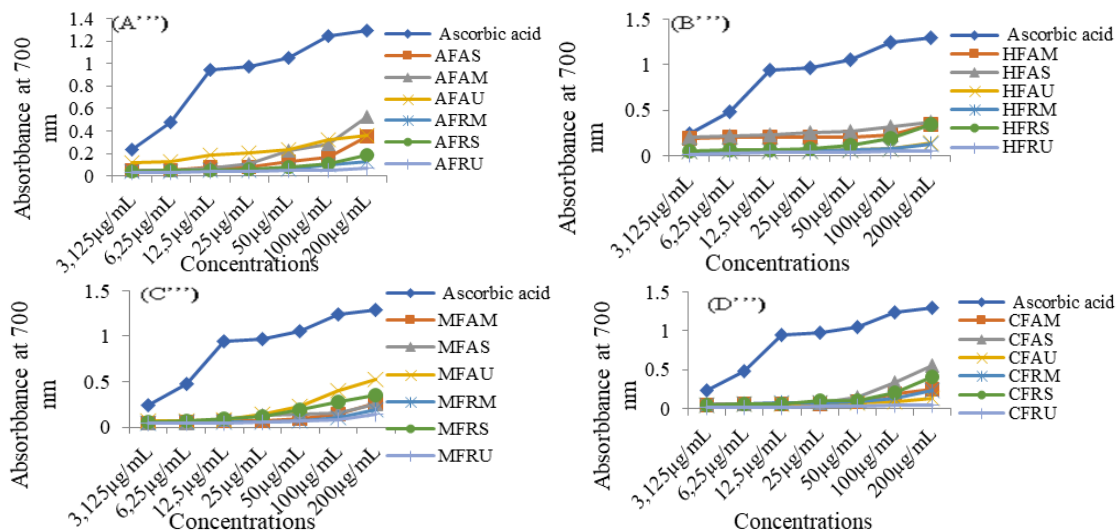 (A‴)
Absorbbance at 700
nm
1.4
1.2
1
0.8
0.6
0.4
0.2
0
3,125µg/mL
6,25µg/mL
12,5µg/mL
25µg/mL
50µg/mL
100µg/mL
200µg/mL
Concentrations
Ascorbic acid
AFAS
AFAM
AFAU
AFRM
AFRS
AFRU
(B‴)
Absorbbance at 700
nm
1.5
1
0.5
0
3,125µg/mL
6,25µg/mL
12,5µg/mL
25µg/mL
50µg/mL
100µg/mL
200µg/mL
Concentrations
Ascorbic acid
HFAM
HFAS
HFAU
HFRM
HFRS
HFRU
(C‴)
Absorbbance at 700
nm
1.5
1
0.5
0
3,125µg/mL
6,25µg/mL
12,5µg/mL
25µg/mL
50µg/mL
100µg/mL
200µg/mL
Concentrations
Ascorbic acid
MFAM
MFAS
MFAU
MFRM
MFRS
MFRU
(D‴)
Absorbbance at 700
nm
1.5
1
0.5
0
3,125µg/mL
6,25µg/mL
12,5µg/mL
25µg/mL
50µg/mL
100µg/mL
200µg/mL
Concentrations
Ascorbic acid
CFAM
CFAS
CFAU
CFRM
CFRS
CFRU